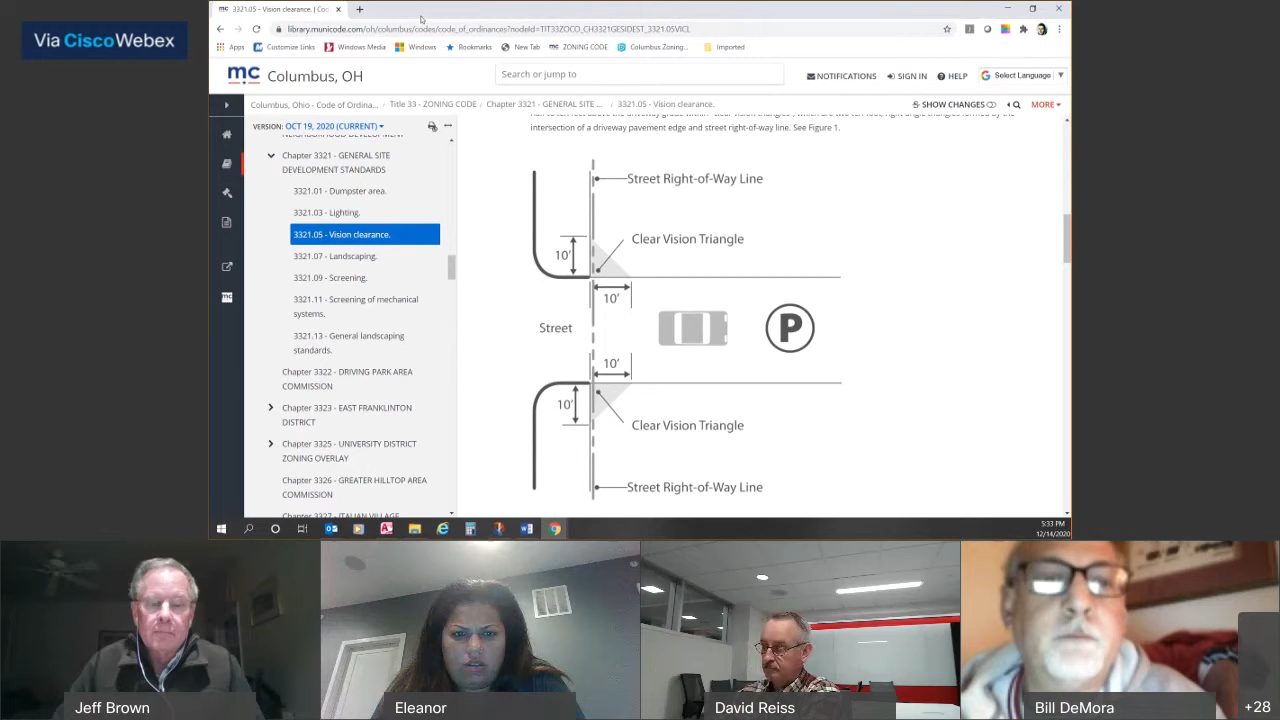 Via Cisco Webex
3321.05 - Vision clearance. | Co
library.municode.com/oh/columbus/codes/code_of_ordinances?nodeId=TIT33ZOCO_CH3321GESIDEST_3321.05VICL
Apps Customize Links Windows Media Windows Bookmarks New Tab ZONING CODE Columbus Zoning... Imported
mc Columbus, OH
Search or jump to
NOTIFICATIONS SIGN IN HELP Select Language
Columbus, Ohio - Code of Ordina... / Title 33 - ZONING CODE / Chapter 3321 - GENERAL SITE ... / 3321.05 - Vision clearance.
SHOW CHANGES MORE
VERSION: OCT 19, 2020 (CURRENT)
NEIGHBORHOOD DEVELOPMENT
Chapter 3321 - GENERAL SITE
DEVELOPMENT STANDARDS
3321.01 - Dumpster area.
3321.03 - Lighting.
3321.05 - Vision clearance.
3321.07 - Landscaping.
3321.09 - Screening.
3321.11 - Screening of mechanical
systems.
3321.13 - General landscaping
standards.
Chapter 3322 - DRIVING PARK AREA
COMMISSION
Chapter 3323 - EAST FRANKLINTON
DISTRICT
Chapter 3325 - UNIVERSITY DISTRICT
ZONING OVERLAY
Chapter 3326 - GREATER HILLTOP AREA
COMMISSION
Chapter 3327 - ITALIAN VILLAGE
intersection of a driveway pavement edge and street right-of-way line. See Figure 1.
Street Right-of-Way Line
Clear Vision Triangle
10'
10'
Street
P
10'
10'
Clear Vision Triangle
Street Right-of-Way Line
5:33 PM
12/14/2020
Jeff Brown
Eleanor
David Reiss
Bill DeMora
+28